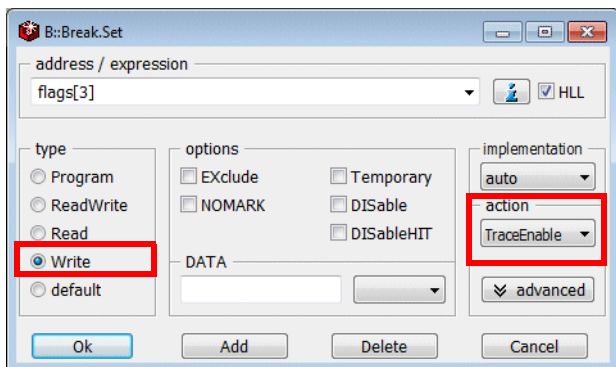 B::Break.Set
address / expression
flags[3]
HLL
type
options
implementation
Program
EXclude
Temporary
auto
ReadWrite
NOMARK
DISable
action
Read
DISableHIT
TraceEnable
Write
DATA
default
advanced
Ok
Add
Delete
Cancel